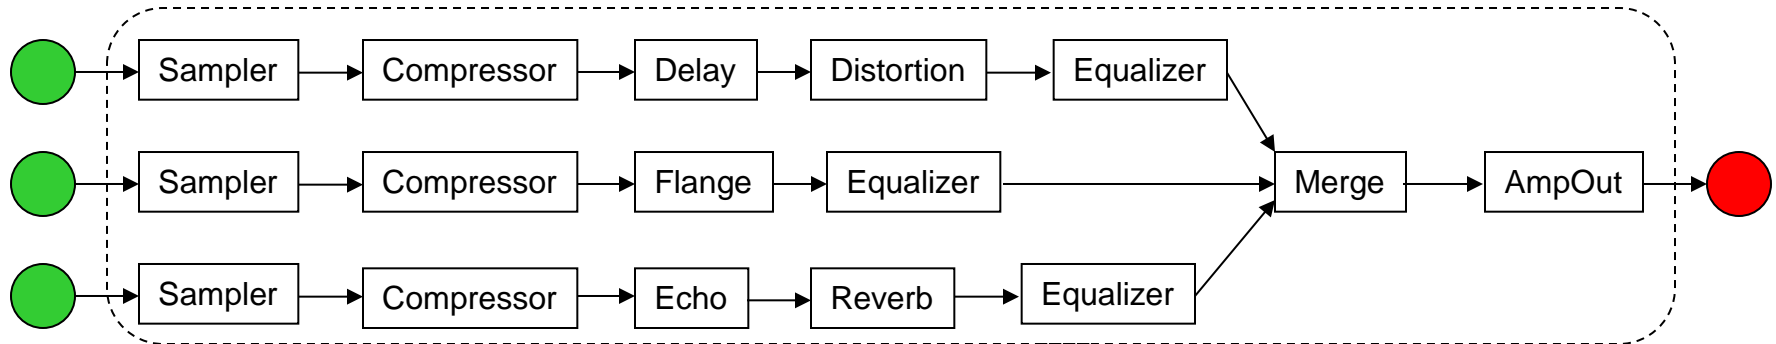 Sampler Compressor Delay Distortion Equalizer
Sampler Compressor Flange Equalizer Merge AmpOut
Sampler Compressor Echo Reverb Equalizer